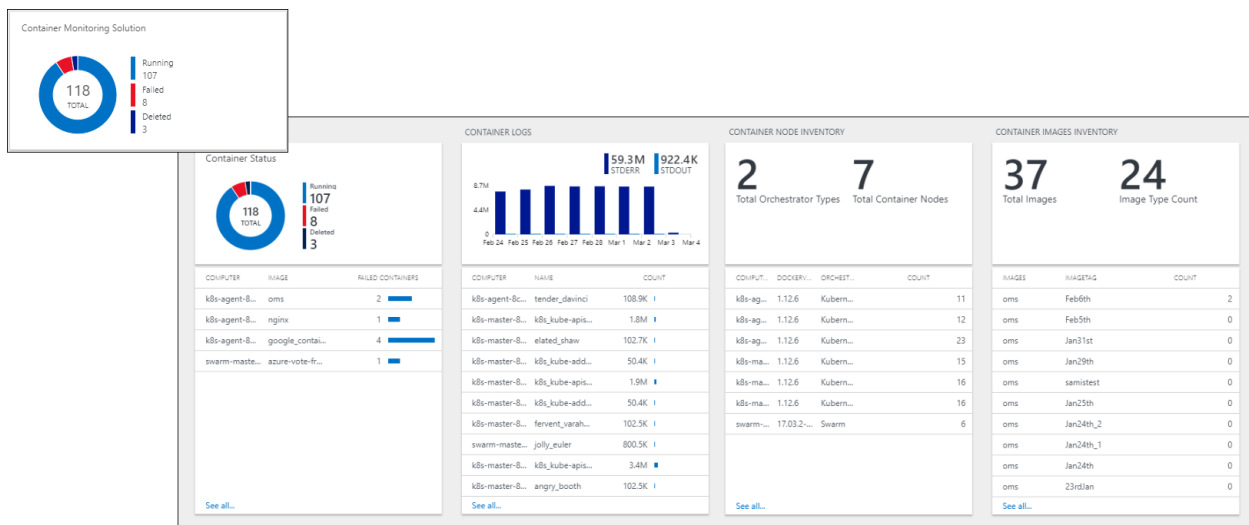 Container Monitoring Solution
118
TOTAL
Running
107
Failed
8
Deleted
3
Container Status
118
TOTAL
Running
107
Failed
8
Deleted
3
COMPUTER IMAGE FAILED CONTAINERS
k8s-agent-8... oms 2
k8s-agent-8... nginx 1
k8s-agent-8... google_contai... 4
swarm-maste... azure-vote-fr... 1
See all...
CONTAINER LOGS
59.3M STDERR
922.4K STDOUT
8.7M
4.4M
0
Feb 24 Feb 25 Feb 26 Feb 27 Feb 28 Mar 1 Mar 2 Mar 3 Mar 4
COMPUTER NAME COUNT
k8s-agent-8c... tender_davinci 108.9K
k8s-master-8... k8s_kube-apis... 1.8M
k8s-master-8... elated_shaw 102.7K
k8s-master-8... k8s_kube-add... 50.4K
k8s-master-8... k8s_kube-apis... 1.9M
k8s-master-8... k8s_kube-add... 50.4K
k8s-master-8... fervent_varah... 102.5K
swarm-maste... jolly_euler 800.5K
k8s-master-8... k8s_kube-apis... 3.4M
k8s-master-8... angry_booth 102.5K
See all...
CONTAINER NODE INVENTORY
2
Total Orchestrator Types
7
Total Container Nodes
COMPUT... DOCKERV... ORCHEST... COUNT
k8s-ag... 1.12.6 Kubern... 11
k8s-ag... 1.12.6 Kubern... 12
k8s-ag... 1.12.6 Kubern... 23
k8s-ma... 1.12.6 Kubern... 15
k8s-ma... 1.12.6 Kubern... 16
k8s-ma... 1.12.6 Kubern... 16
swarm-... 17.03.2-... Swarm 6
See all...
CONTAINER IMAGES INVENTORY
37
Total Images
24
Image Type Count
IMAGES IMAGETAG COUNT
oms Feb6th 2
oms Feb5th 0
oms Jan31st 0
oms Jan29th 0
oms samistest 0
oms Jan25th 0
oms Jan24th_2 0
oms Jan24th_1 0
oms Jan24th 0
oms 23rdJan 0
See all...